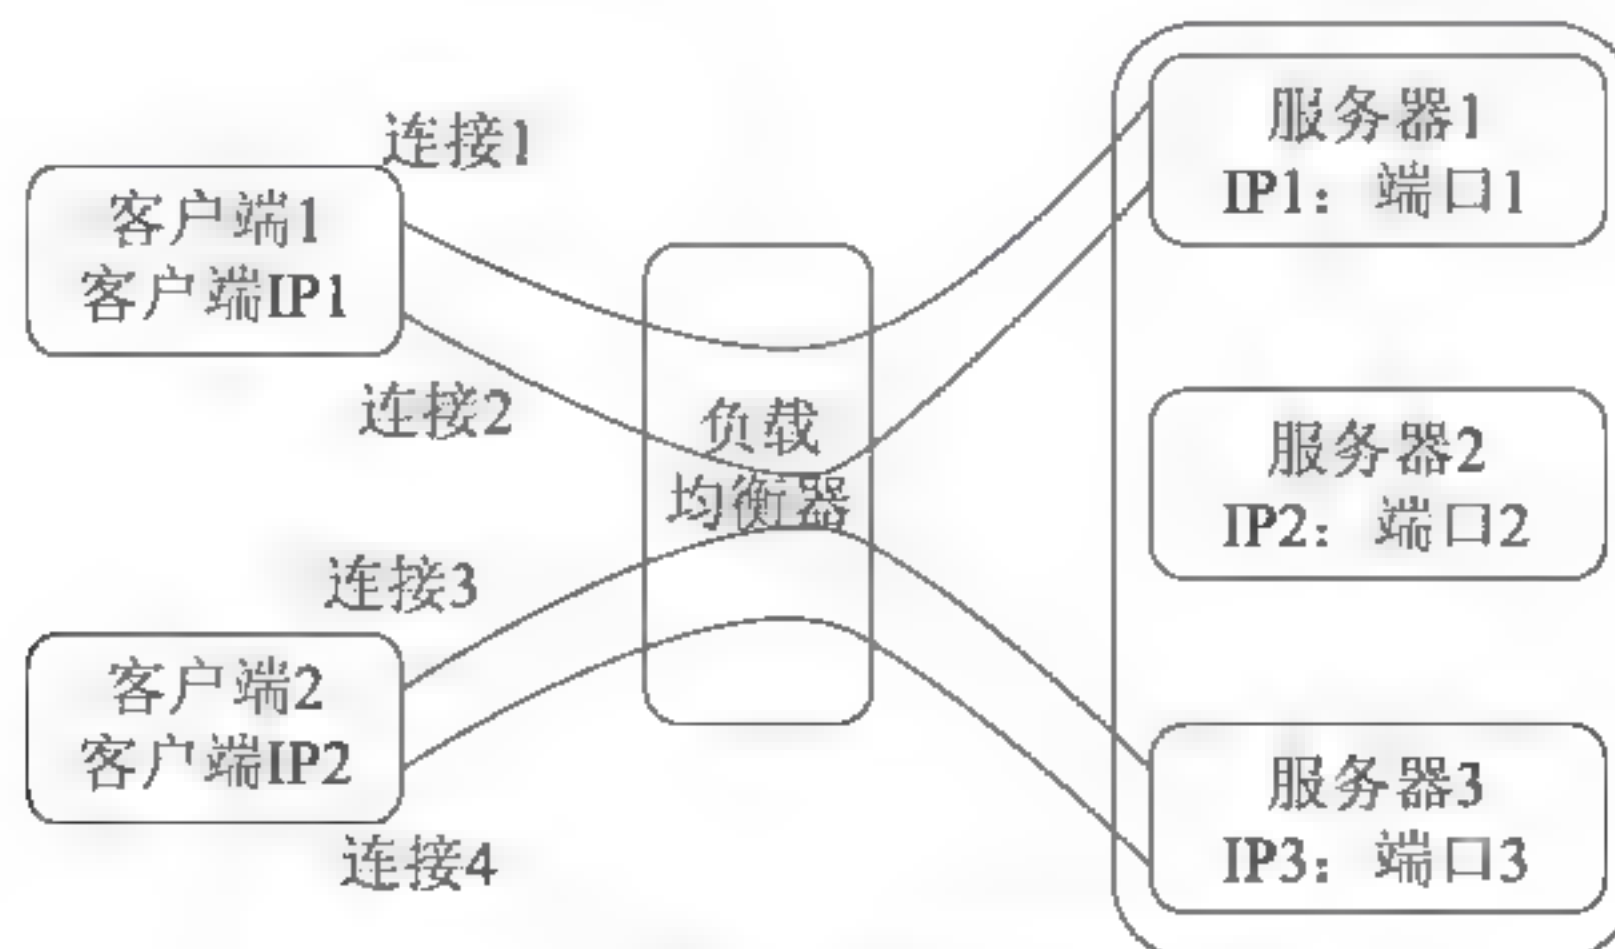 连接1
客户端1
客户端IP1
连接2
连接3
客户端2
客户端IP2
连接4
负载
均衡器
服务器1
IP1：端口1
服务器2
IP2：端口2
服务器3
IP3：端口3